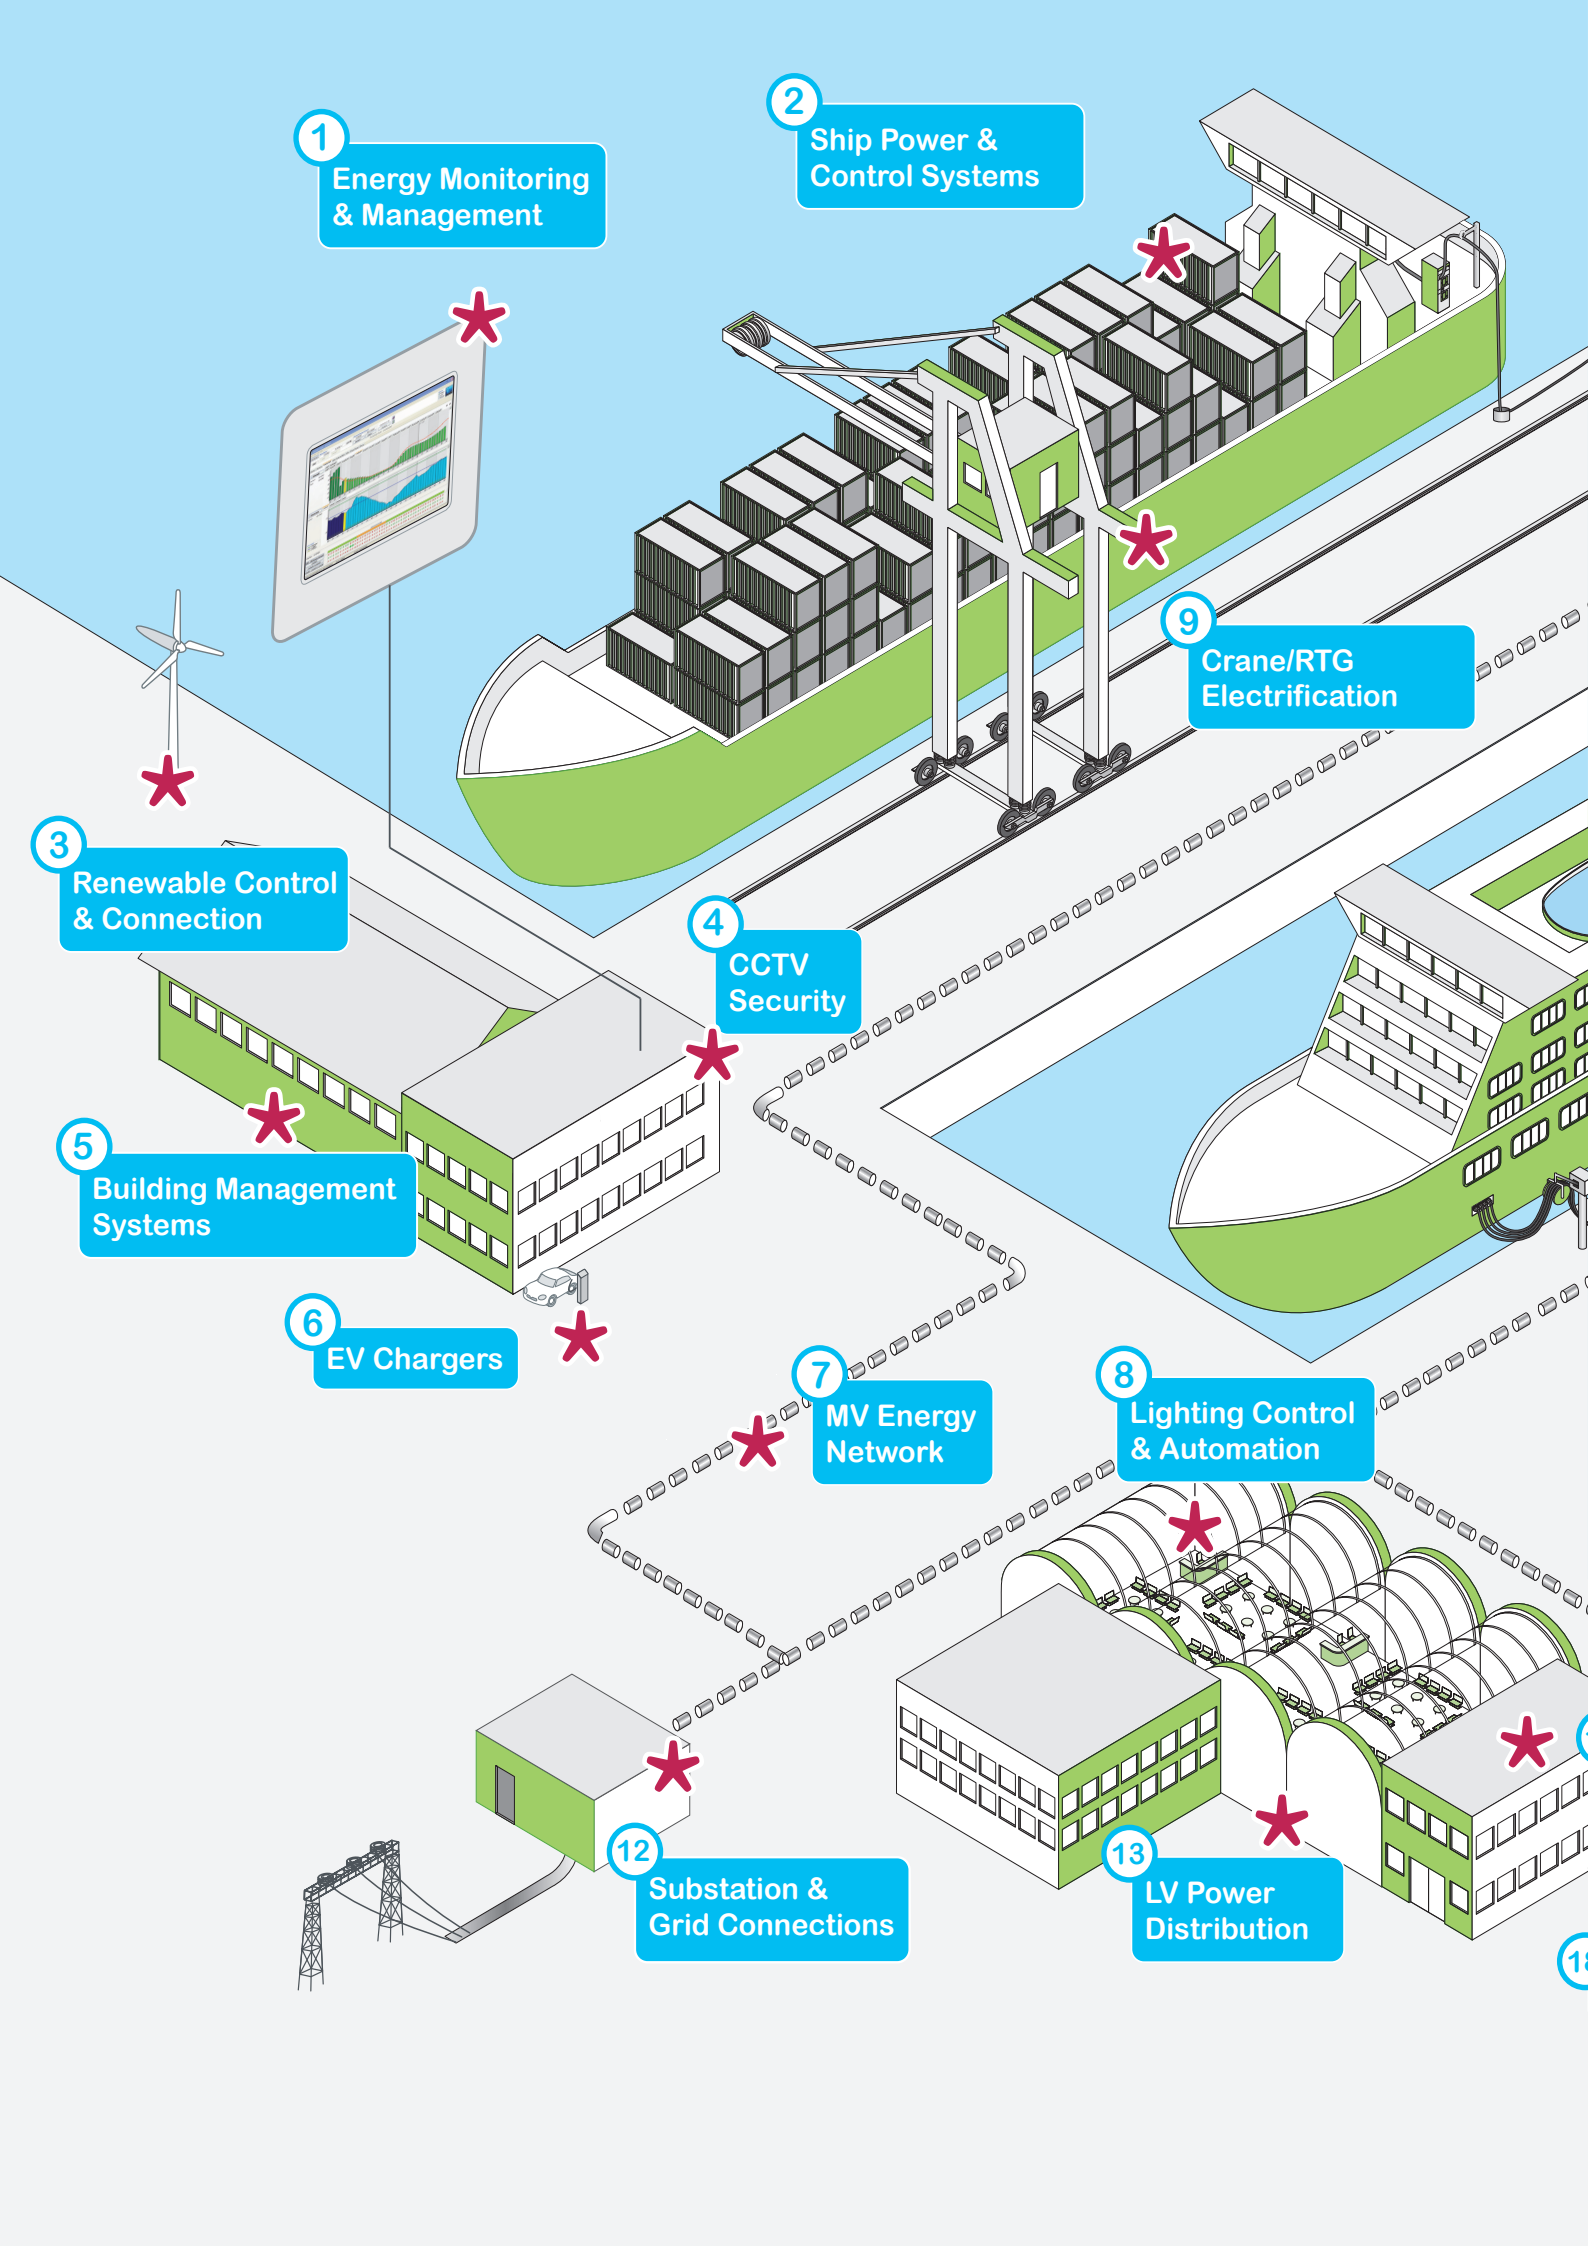 1
Energy Monitoring
& Management
2
Ship Power &
Control Systems
9
Crane/RTG
Electrification
3
Renewable Control
& Connection
4
CCTV
Security
5
Building Management
Systems
6
EV Chargers
7
MV Energy
Network
8
Lighting Control
& Automation
12
Substation &
Grid Connections
13
LV Power
Distribution